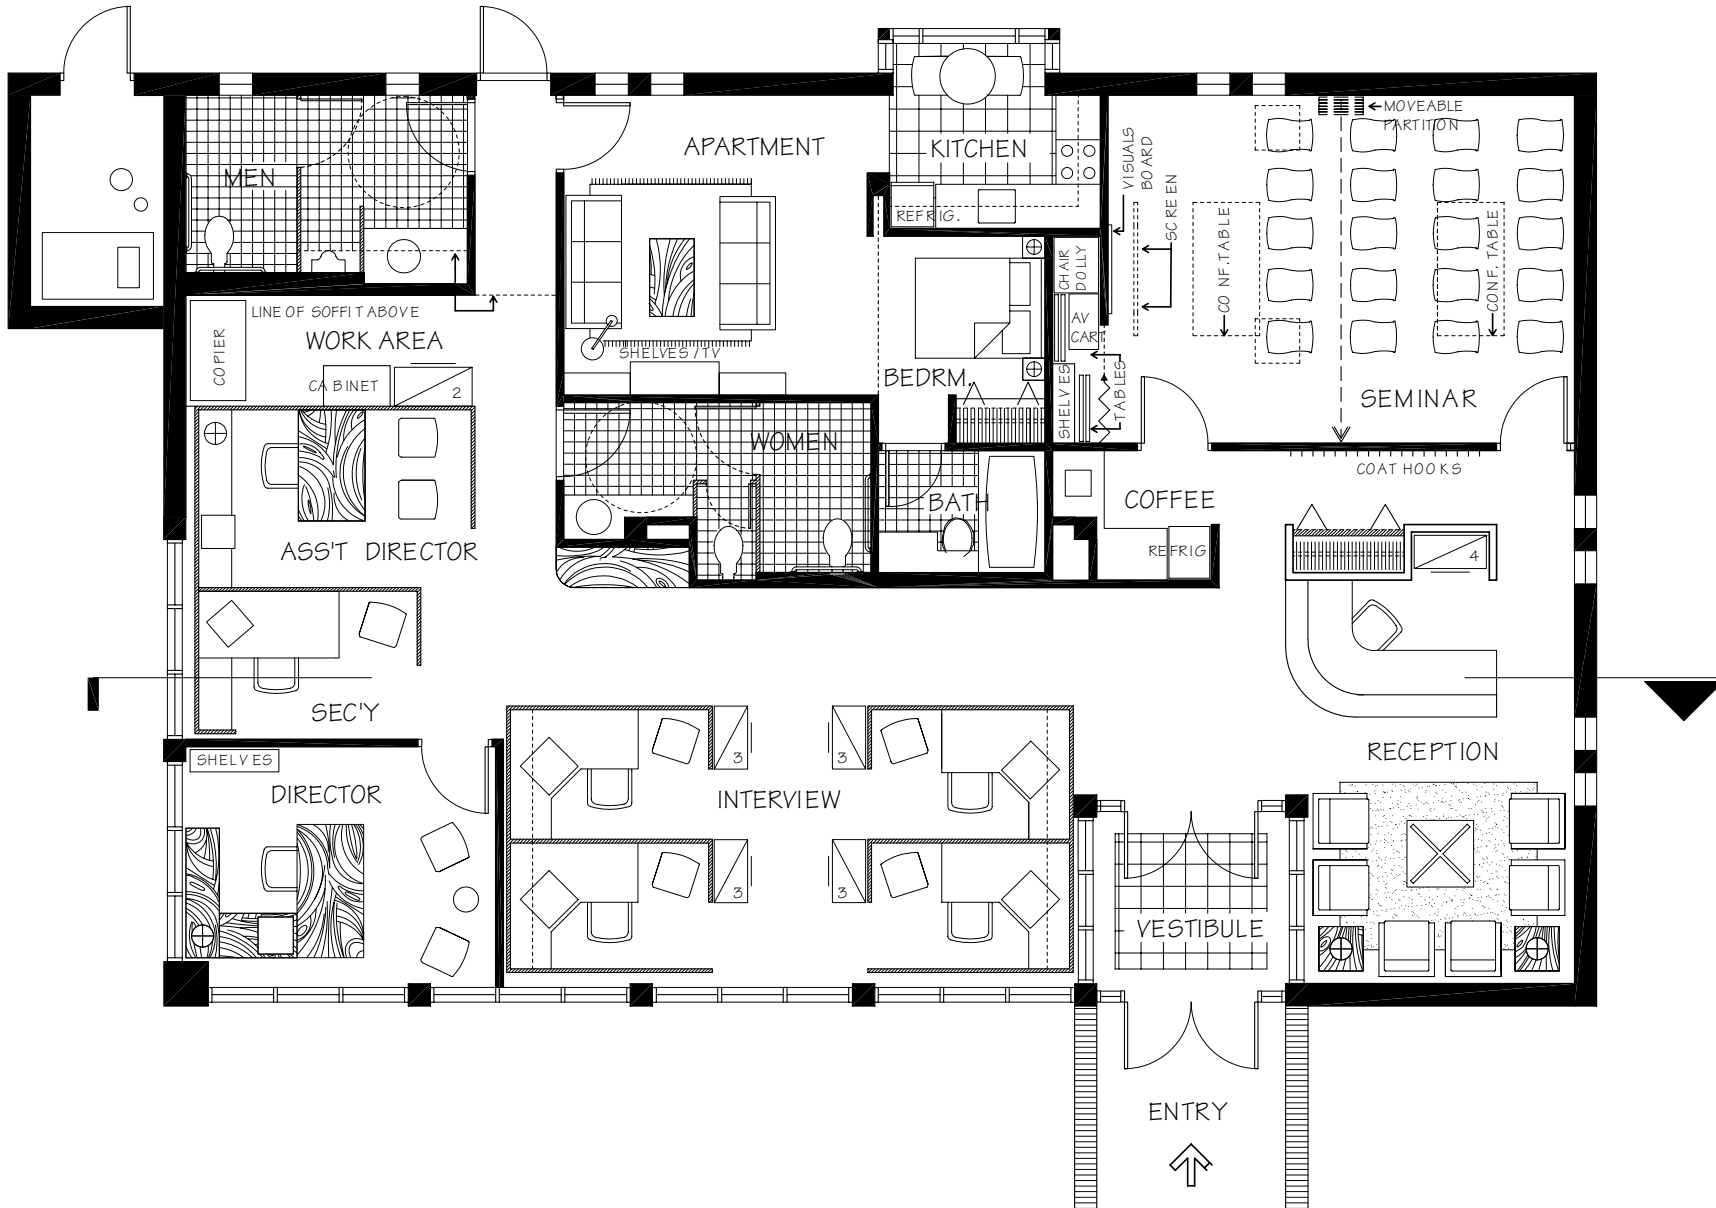 MOVEABLE
PARTITION
APARTMENT
KITCHEN
VISUALS
BOARD
MEN
SCREEN
REFRIG.
CONF. TABLE
CONF. TABLE
CHAIR
DOLLY
LINE OF SOFFIT ABOVE
AV
CART
WORK AREA
COPIER
SHELVES / TV
CABINET
2
BEDRM.
SHELVES
TABLES
SEMINAR
WOMEN
COAT HOOKS
BATH
COFFEE
ASS'T DIRECTOR
REFRIG
4
SEC'Y
SHELVES
3
3
RECEPTION
DIRECTOR
INTERVIEW
3
3
VESTIBULE
ENTRY